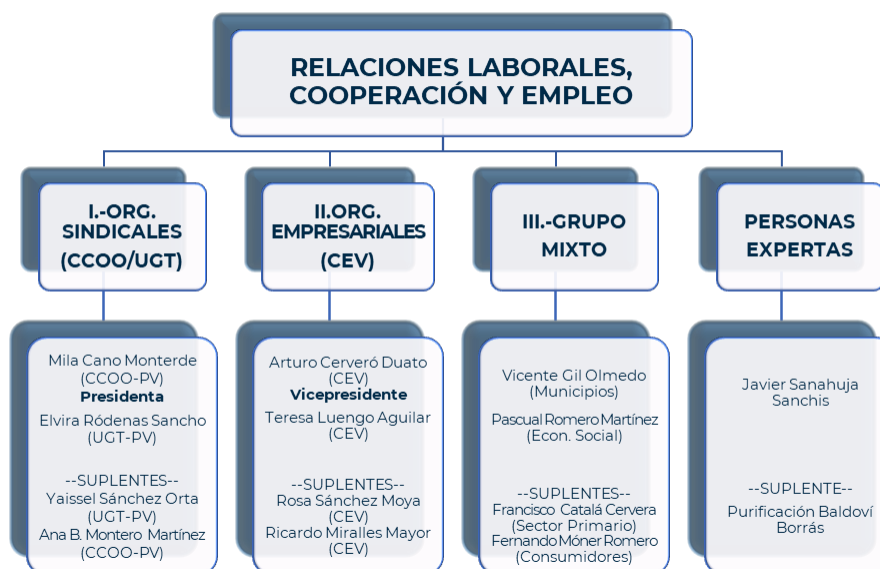 RELACIONES LABORALES,
COOPERACIÓN Y EMPLEO
I.-ORG.
SINDICALES
(CCOO/UGT)
II.ORG.
EMPRESARIALES
(CEV)
III.-GRUPO
MIXTO
PERSONAS
EXPERTAS
Mila Cano Monterde
(CCOO-PV)
Presidenta
Elvira Ródenas Sancho
(UGT-PV)
--SUPLENTES--
Yaissel Sánchez Orta
(UGT-PV)
Ana B. Montero Martínez
(CCOO-PV)
Arturo Cerveró Duato
(CEV)
Vicepresidente
Teresa Luengo Aguilar
(CEV)
--SUPLENTES--
Rosa Sánchez Moya
(CEV)
Ricardo Miralles Mayor
(CEV)
Vicente Gil Olmedo
(Municipios)
Pascual Romero Martínez
(Econ. Social)
--SUPLENTES--
Francisco Catalá Cervera
(Sector Primario)
Fernando Móner Romero
(Consumidores)
Javier Sanahuja
Sanchis
--SUPLENTE--
Purificación Baldoví
Borrás